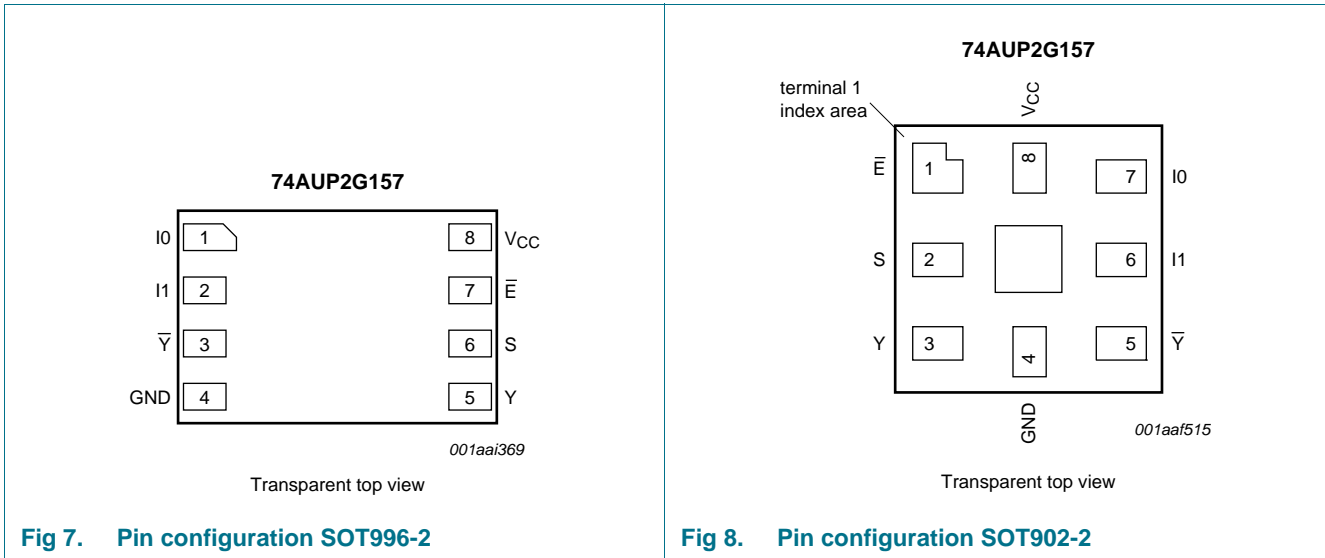 74AUP2G157
I0 1 8 VCC
I1 2 7 E̅
Y̅ 3 6 S
GND 4 5 Y
001aai369
Transparent top view
Fig 7. Pin configuration SOT996-2
74AUP2G157
terminal 1
index area
VCC
E̅ 1 8 7 I0
S 2 6 I1
Y 3 4 5 Y̅
GND
001aaf515
Transparent top view
Fig 8. Pin configuration SOT902-2